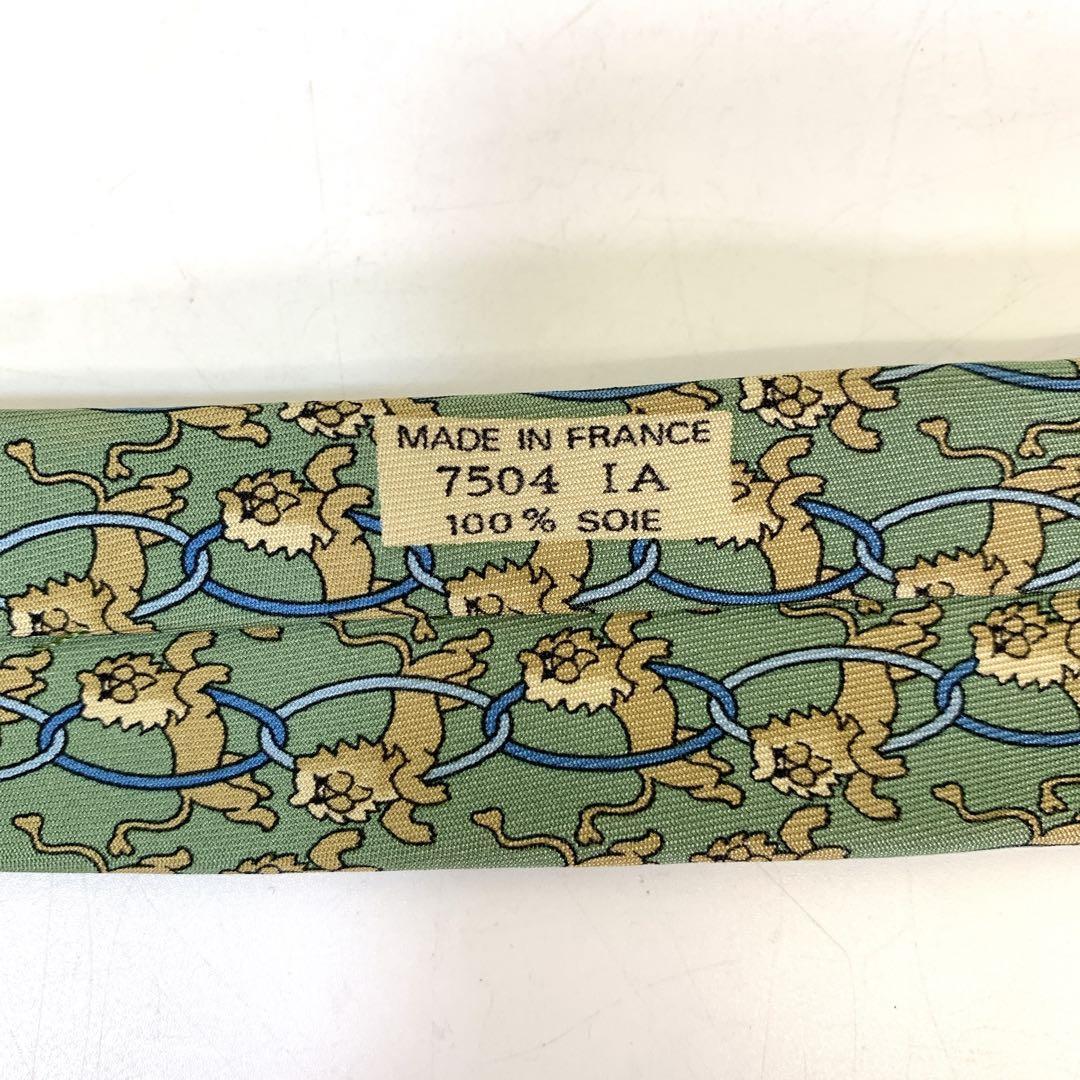 MADE IN FRANCE
7504 IA
100% SOIE